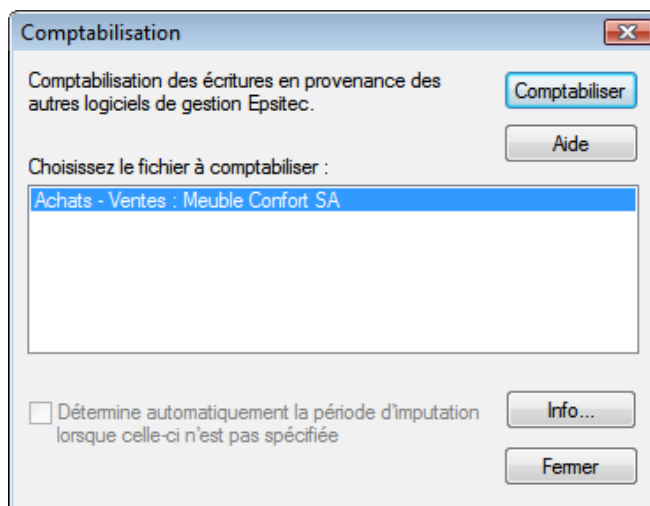 Comptabilisation
Comptabilisation des écritures en provenance des
autres logiciels de gestion Epsitec.
Comptabiliser
Aide
Choisissez le fichier à comptabiliser :
Achats - Ventes : Meuble Confort SA
Détermine automatiquement la période d'imputation
lorsque celle-ci n'est pas spécifiée
Info...
Fermer